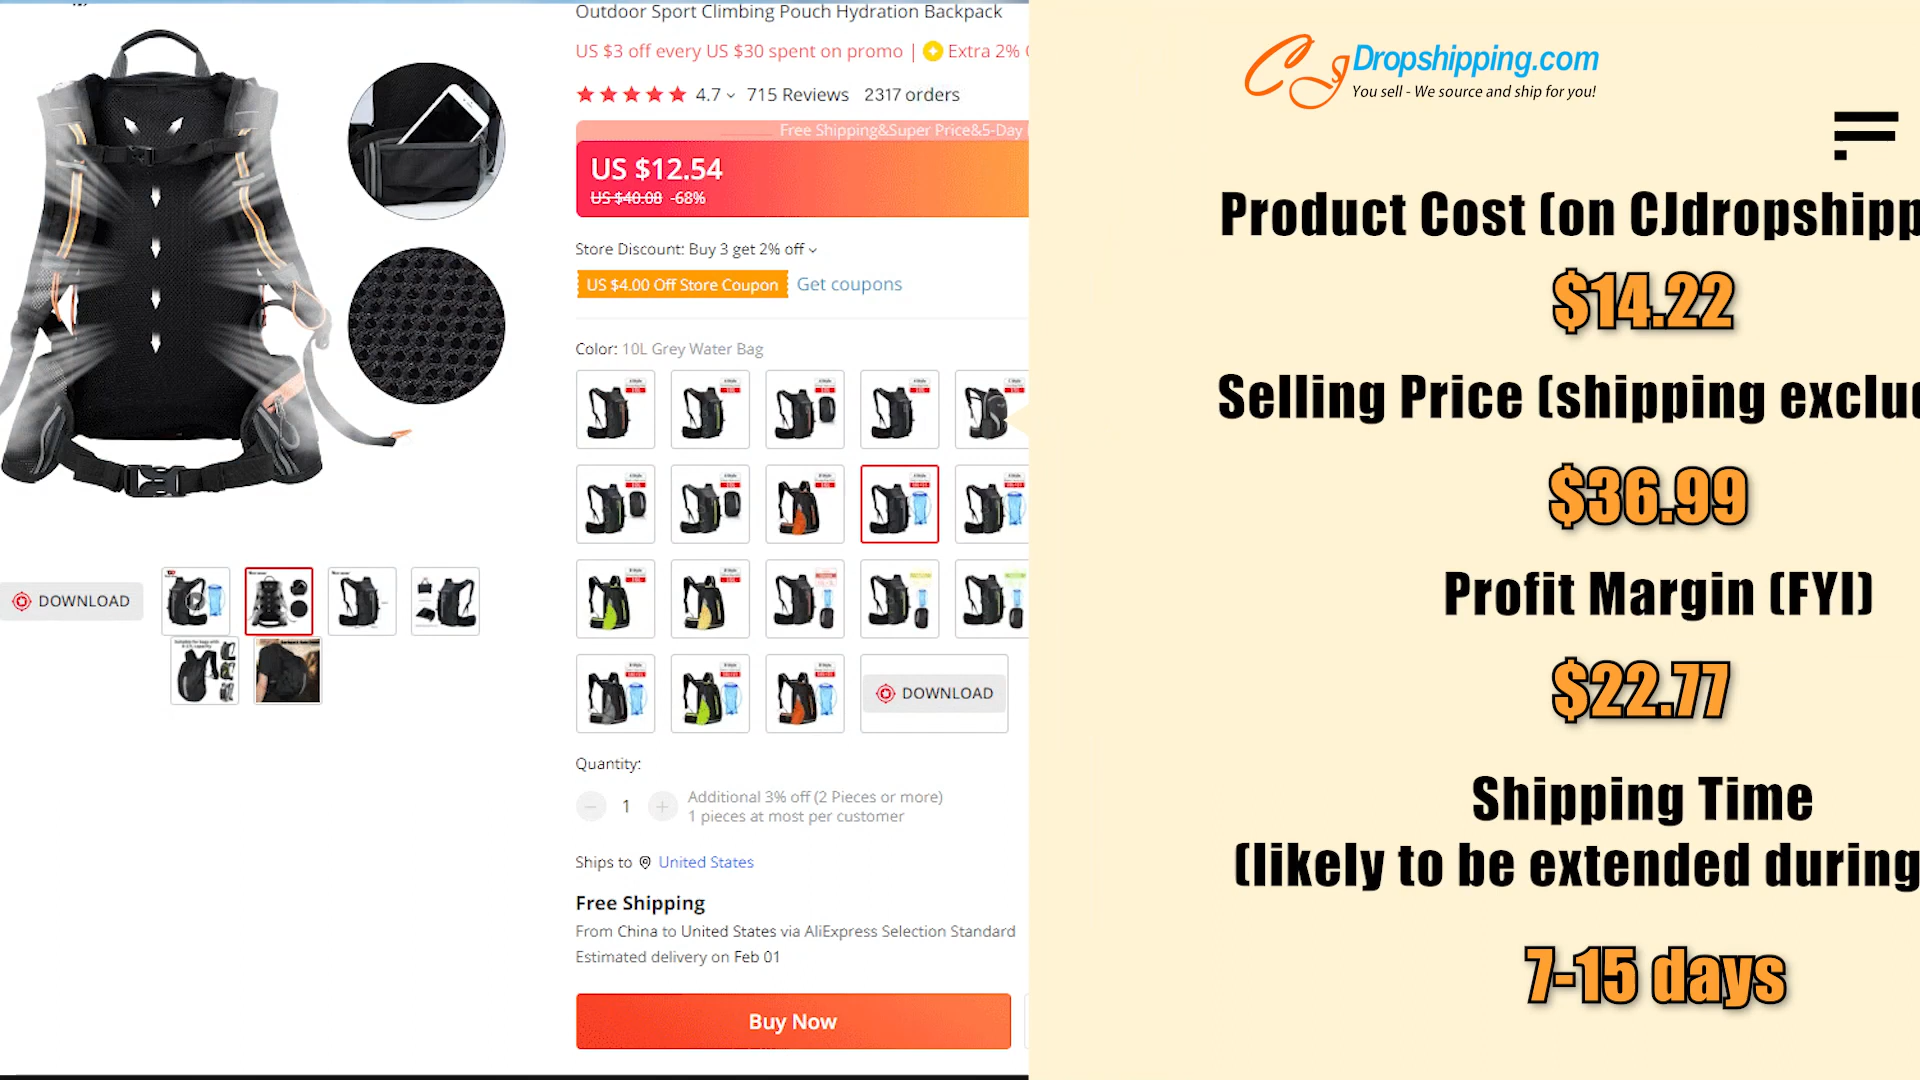 Outdoor Sport Climbing Pouch Hydration Backpack
US $3 off every US $30 spent on promo | Extra 2%
4.7 715 Reviews 2317 orders
Free Shipping&Super Price&5-Day
US $12.54
US $40.08 -68%
Store Discount: Buy 3 get 2% off
US $4.00 Off Store Coupon Get coupons
Color: 10L Grey Water Bag
DOWNLOAD
DOWNLOAD
Quantity:
1
Additional 3% off (2 Pieces or more)
1 pieces at most per customer
Ships to United States
Free Shipping
From China to United States via AliExpress Selection Standard
Estimated delivery on Feb 01
Buy Now
CJDropshipping.com
You sell - We source and ship for you!
Product Cost (on CJdropshipp
$14.22
Selling Price (shipping exclu
$36.99
Profit Margin (FYI)
$22.77
Shipping Time
(likely to be extended during
7-15 days